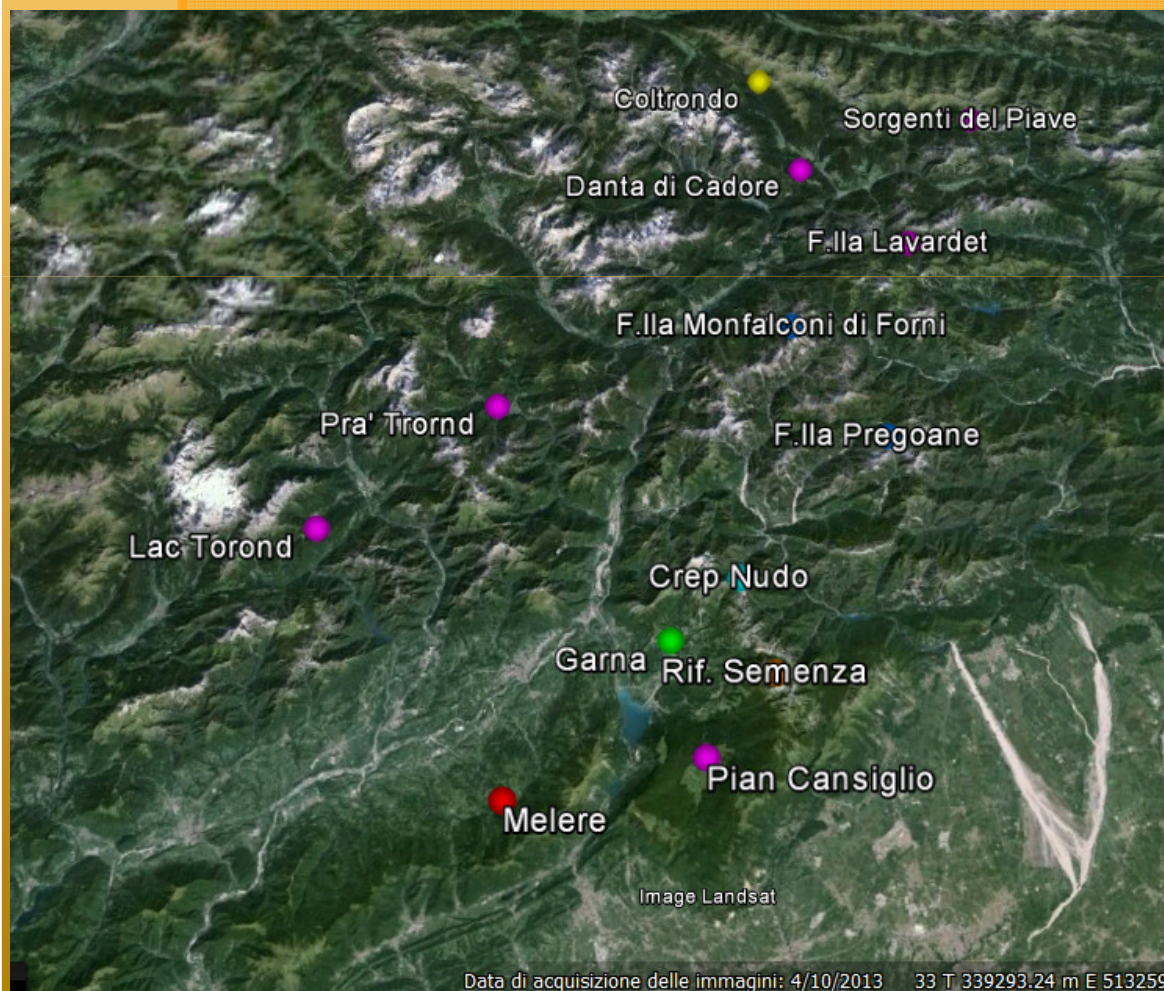 Coltrondo
Sorgenti del Piave
Danta di Cadore
F.lla Lavardet
F.lla Monfalconi di Forni
Pra' Trornd
F.lla Pregoane
Lac Torond
Crep Nudo
Garna
Rif. Semenza
Pian Cansiglio
Melere
Image Landsat
Data di acquisizione delle immagini: 4/10/2013 33 T 339293.24 m E 513259